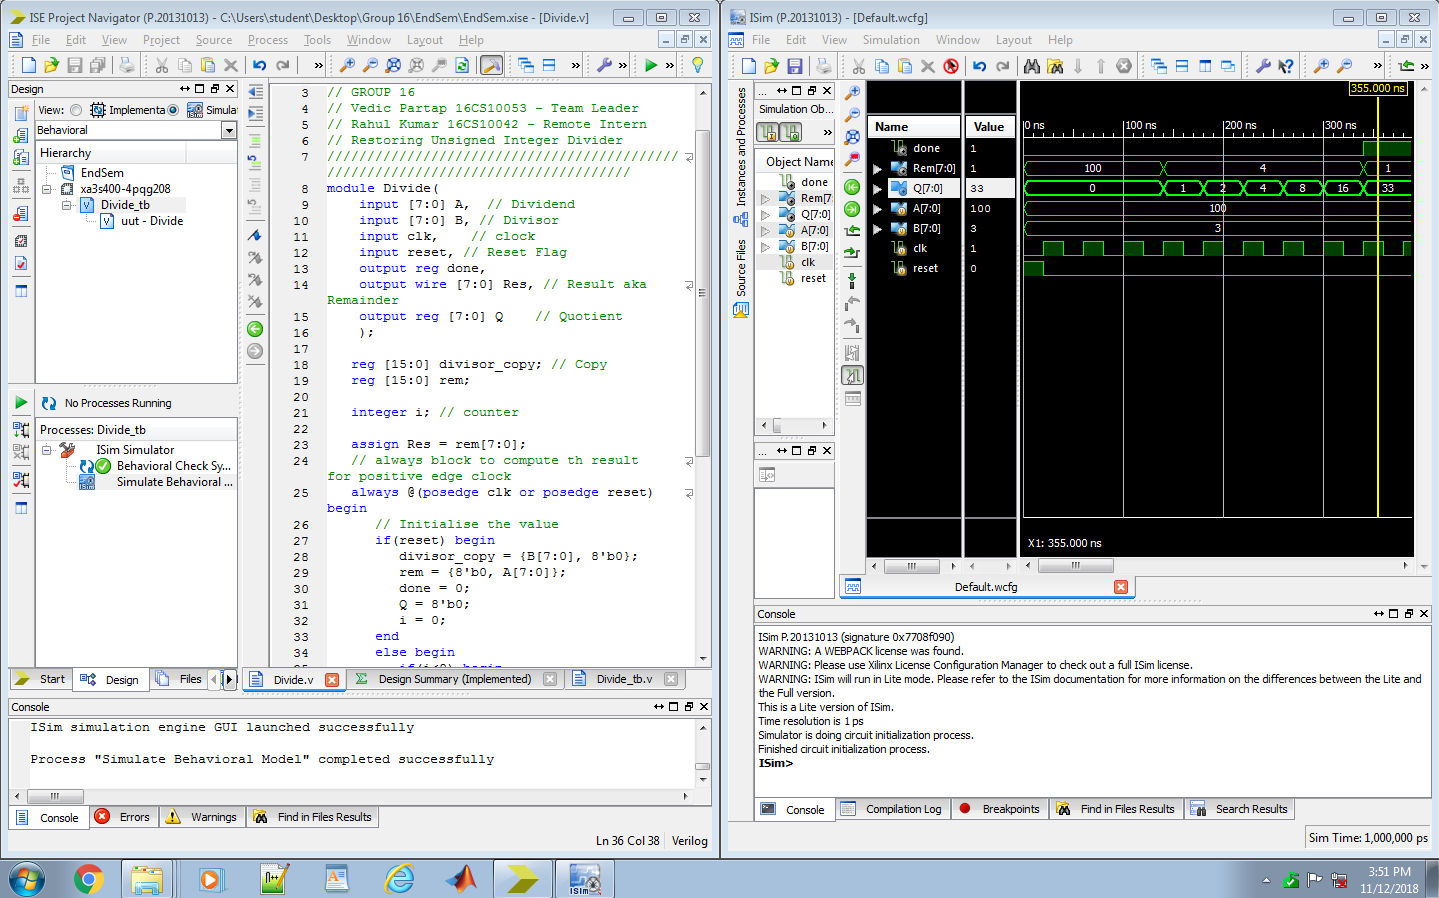 ISE Project Navigator (P.20131013) - C:\Users\student\Desktop\Group 16\EndSem\EndSem.xise - [Divide.v]
File Edit View Project Source Process Tools Window Layout Help
Design
View: Implementa Simula
Behavioral
Hierarchy
EndSem
xa3s400-4pqg208
Divide_tb
uut - Divide
No Processes Running
Processes: Divide_tb
ISim Simulator
Behavioral Check Sy...
Simulate Behavioral ...
Start Design Files
3 // GROUP 16
4 // Vedic Partap 16CS10053 - Team Leader
5 // Rahul Kumar 16CS10042 - Remote Intern
6 // Restoring Unsigned Integer Divider
7 ////////////////////////////////////////////
//////////////////////////////////////
8 module Divide(
9 input [7:0] A, // Dividend
10 input [7:0] B, // Divisor
11 input clk, // clock
12 input reset, // Reset Flag
13 output reg done,
14 output wire [7:0] Res, // Result aka
Remainder
15 output reg [7:0] Q // Quotient
16 );
17
18 reg [15:0] divisor_copy; // Copy
19 reg [15:0] rem;
20
21 integer i; // counter
22
23 assign Res = rem[7:0];
24 // always block to compute th result
for positive edge clock
25 always @(posedge clk or posedge reset)
begin
26 // Initialise the value
27 if(reset) begin
28 divisor_copy = {B[7:0], 8'b0};
29 rem = {8'b0, A[7:0]};
30 done = 0;
31 Q = 8'b0;
32 i = 0;
33 end
34 else begin
Divide.v Design Summary (Implemented) Divide_tb.v
Console
ISim simulation engine GUI launched successfully
Process "Simulate Behavioral Model" completed successfully
Console Errors Warnings Find in Files Results
Ln 36 Col 38 Verilog
ISim (P.20131013) - [Default.wcfg]
File Edit View Simulation Window Layout Help
Instances and Processes
Source Files
Simulation Ob...
Object Name
done
Rem[7:
Q[7:0]
A[7:0]
B[7:0]
clk
reset
Name Value
done 1
Rem[7:0] 1
Q[7:0] 33
A[7:0] 100
B[7:0] 3
clk 1
reset 0
355.000 ns
0 ns 100 ns 200 ns 300 ns
100 4 1
0 1 2 4 8 16 33
100
3
X1: 355.000 ns
Default.wcfg
Console
ISim P.20131013 (signature 0x7708f090)
WARNING: A WEBPACK license was found.
WARNING: Please use Xilinx License Configuration Manager to check out a full ISim license.
WARNING: ISim will run in Lite mode. Please refer to the ISim documentation for more information on the differences between the Lite and
the Full version.
This is a Lite version of ISim.
Time resolution is 1 ps
Simulator is doing circuit initialization process.
Finished circuit initialization process.
ISim>
Console Compilation Log Breakpoints Find in Files Results Search Results
Sim Time: 1,000,000 ps
3:51 PM
11/12/2018